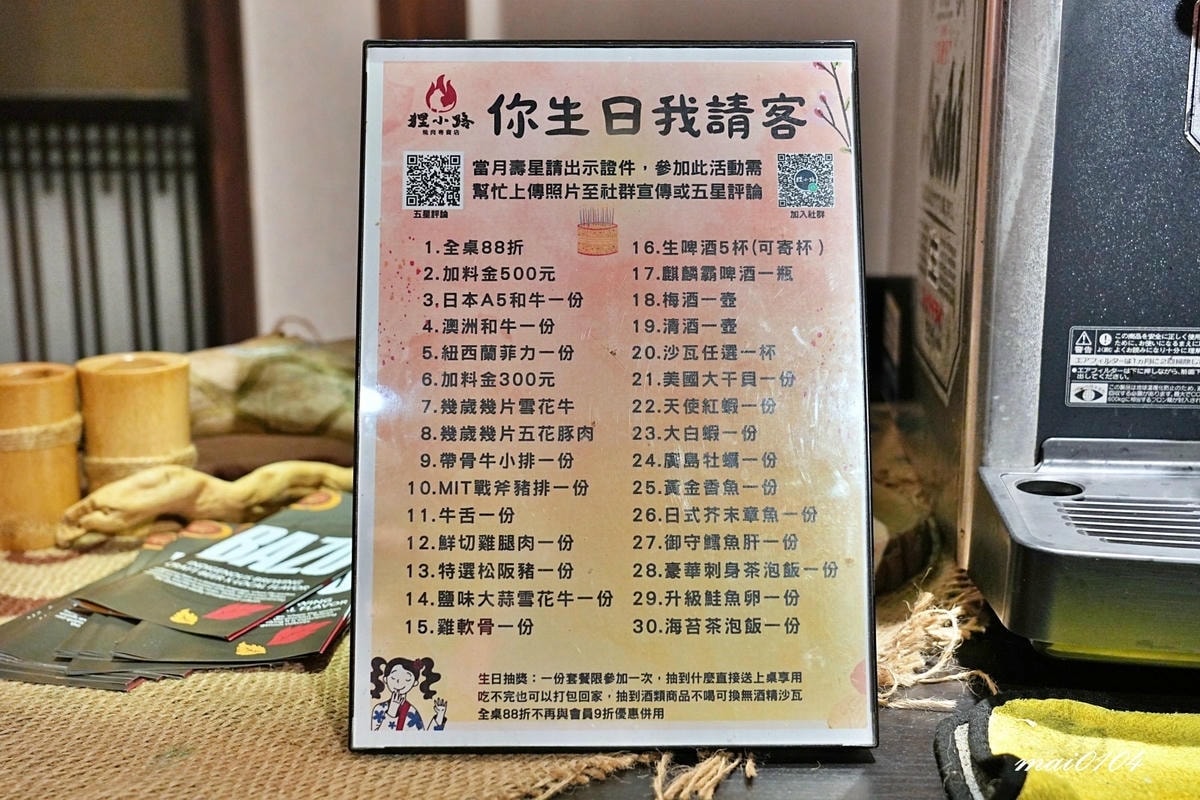 狸小路
燒肉專賣店
你生日我請客
當月壽星請出示證件，參加此活動需
幫忙上傳照片至社群宣傳或五星評論
五星評論
加入社群
1.全桌88折
2.加料金500元
3,日本A5和牛一份
4.澳洲和牛一份
5.紐西蘭菲力一份
6.加料金300元
7.幾歲幾片雪花牛
8.幾歲幾片五花豚肉
9.帶骨牛小排一份
10.MIT戰斧豬排一份
11.牛舌一份
12.鮮切雞腿肉一份
13.特選松阪豬一份
14.鹽味大蒜雪花牛一份
15.雞軟骨一份
16.生啤酒5杯(可寄杯)
17.麒麟霸啤酒一瓶
18.梅酒一壺
19.清酒一壺
20.沙瓦任選一杯
21.美國大干貝一份
22.天使紅蝦一份
23.大白蝦一份
24.廣島牡蠣一份
25.黃金香魚一份
26.日式芥末章魚一份
27.御守鱈魚肝一份
28.豪華刺身茶泡飯一份
29.升級鮭魚卵一份
30.海苔茶泡飯一份
生日抽獎：一份套餐限參加一次，抽到什麼直接送上桌享用
吃不完也可以打包回家，抽到酒類商品不喝可換無酒精沙瓦
全桌88折不再與會員9折優惠併用
警告
mai0104